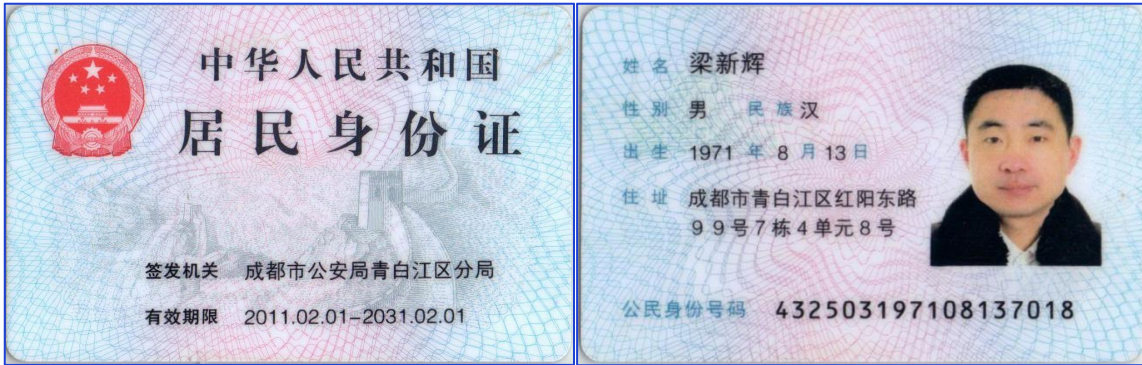 中华人民共和国
居民身份证
签发机关 成都市公安局青白江区分局
有效期限 2011.02.01-2031.02.01
姓名 梁新辉
性别 男 民族 汉
出生 1971 年 8 月 13 日
住址 成都市青白江区红阳东路
99号7栋4单元8号
公民身份号码 432503197108137018